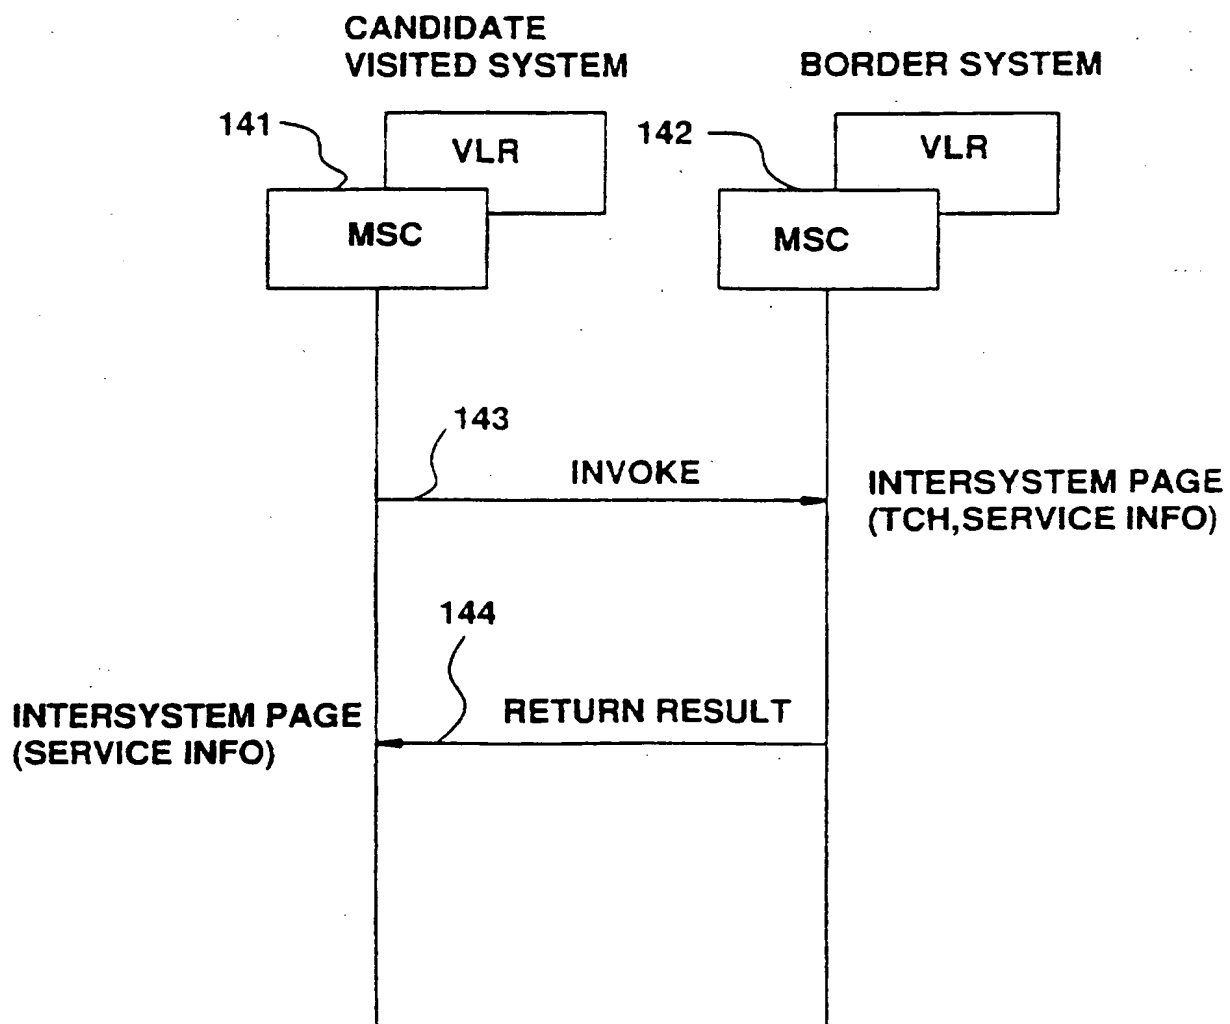 CANDIDATE
VISITED SYSTEM
BORDER SYSTEM
141
VLR
142
VLR
MSC
MSC
143
INVOKE
INTERSYSTEM PAGE
(TCH,SERVICE INFO)
144
INTERSYSTEM PAGE
(SERVICE INFO)
RETURN RESULT